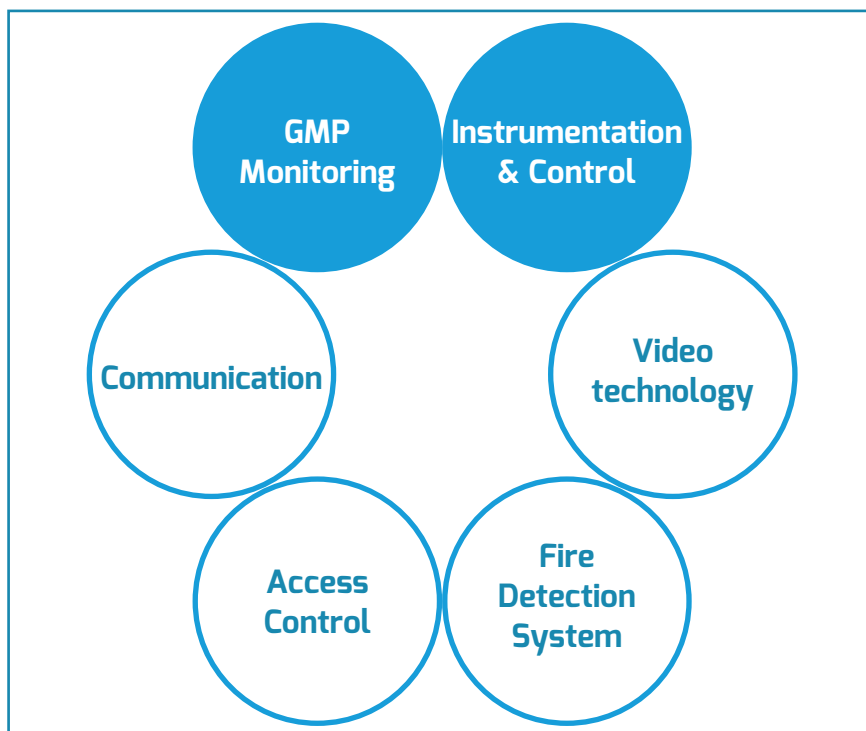 GMP
Monitoring
Instrumentation
& Control
Communication
Video
technology
Access
Control
Fire
Detection
System